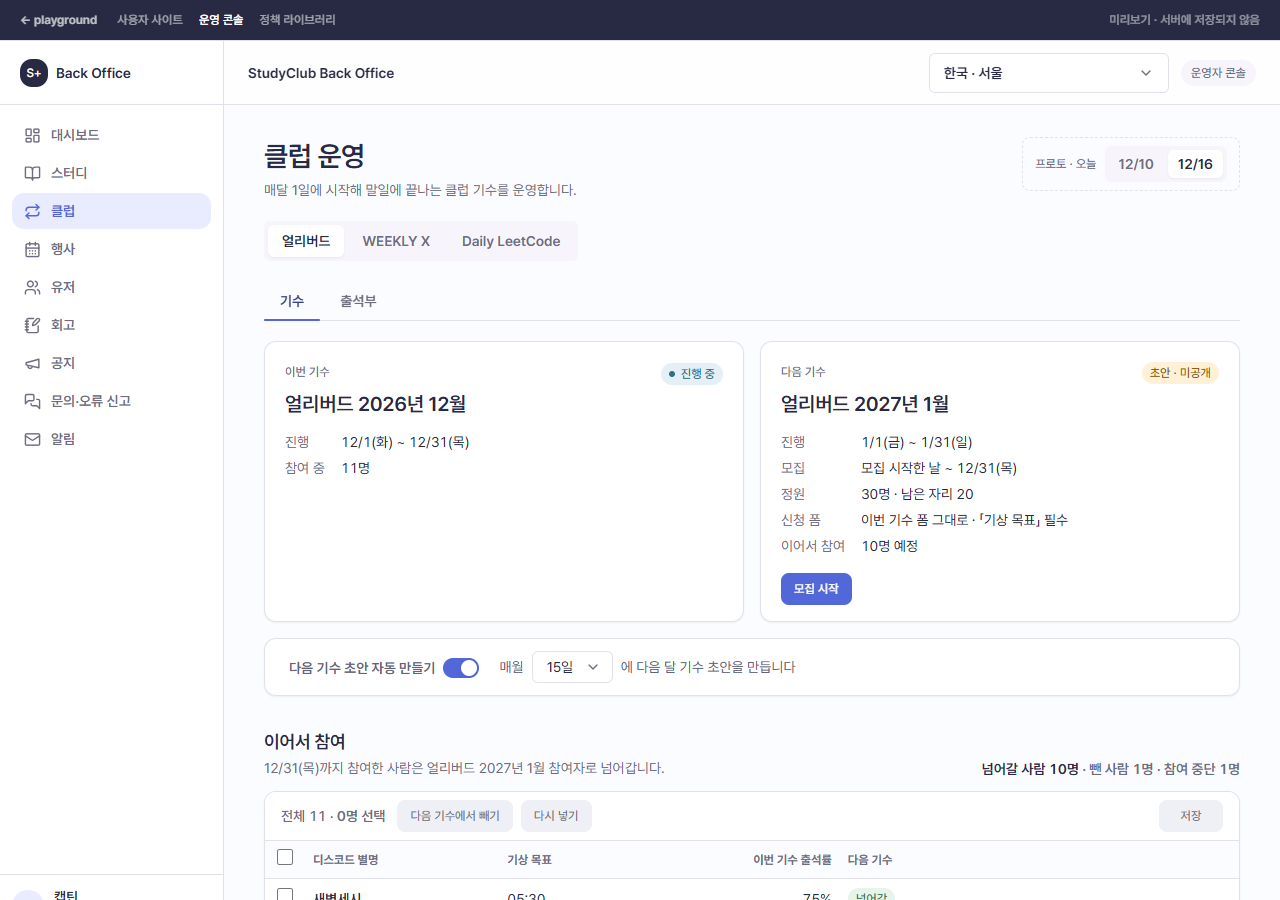 ← playground 사용자 사이트 운영 콘솔 정책 라이브러리 미리보기 · 서버에 저장되지 않음
S+ Back Office
StudyClub Back Office 한국 · 서울 운영자 콘솔
대시보드
스터디
클럽
행사
유저
회고
공지
문의·오류 신고
알림
캡틴
클럽 운영
매달 1일에 시작해 말일에 끝나는 클럽 기수를 운영합니다.
프로토 · 오늘 12/10 12/16
얼리버드 WEEKLY X Daily LeetCode
기수 출석부
이번 기수 진행 중
얼리버드 2026년 12월
진행 12/1(화) ~ 12/31(목)
참여 중 11명
다음 기수 초안 · 미공개
얼리버드 2027년 1월
진행 1/1(금) ~ 1/31(일)
모집 모집 시작한 날 ~ 12/31(목)
정원 30명 · 남은 자리 20
신청 폼 이번 기수 폼 그대로 · 「기상 목표」 필수
이어서 참여 10명 예정
모집 시작
다음 기수 초안 자동 만들기 매월 15일 에 다음 달 기수 초안을 만듭니다
이어서 참여
12/31(목)까지 참여한 사람은 얼리버드 2027년 1월 참여자로 넘어갑니다.
넘어갈 사람 10명 · 뺀 사람 1명 · 참여 중단 1명
전체 11 · 0명 선택 다음 기수에서 빼기 다시 넣기 저장
디스코드 별명 기상 목표 이번 기수 출석률 다음 기수
새벽세시 05:30 75% 넘어감